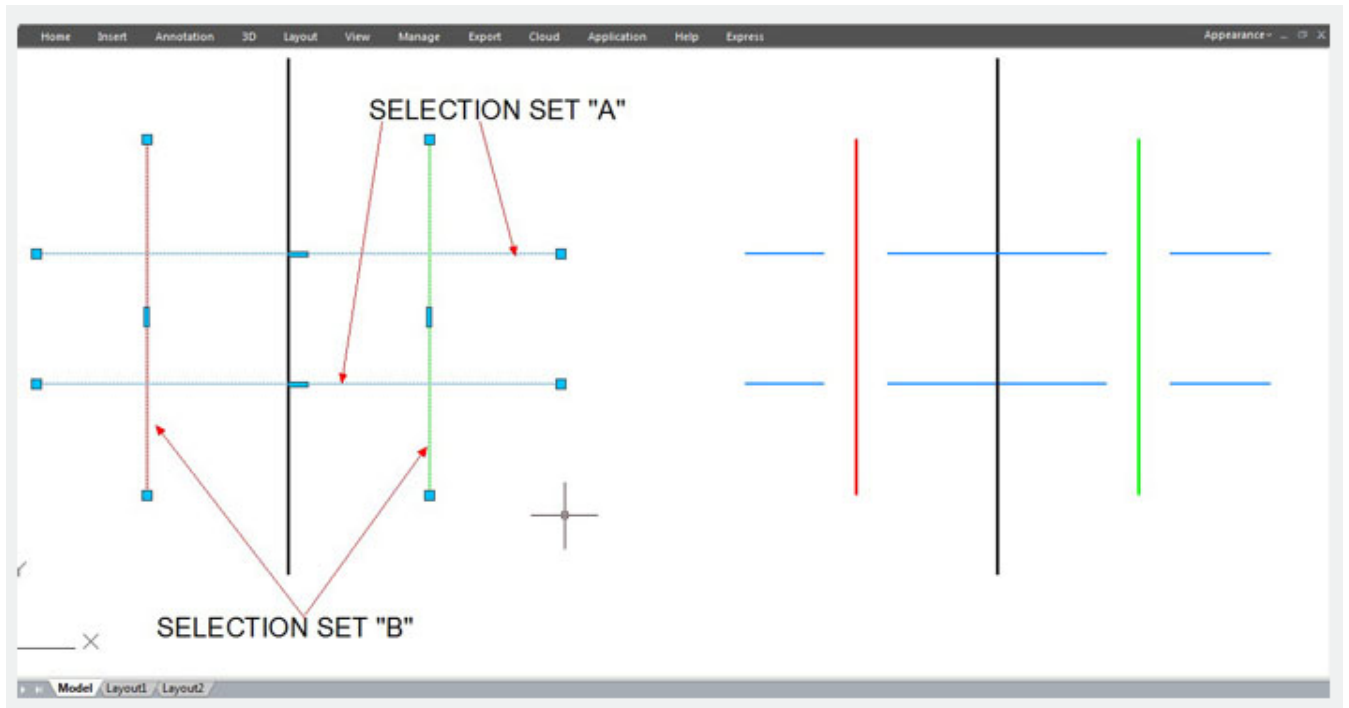 Home Insert Annotation 3D Layout View Manage Export Cloud Application Help Express Appearance
SELECTION SET "A"
SELECTION SET "B"
Model Layout1 Layout2